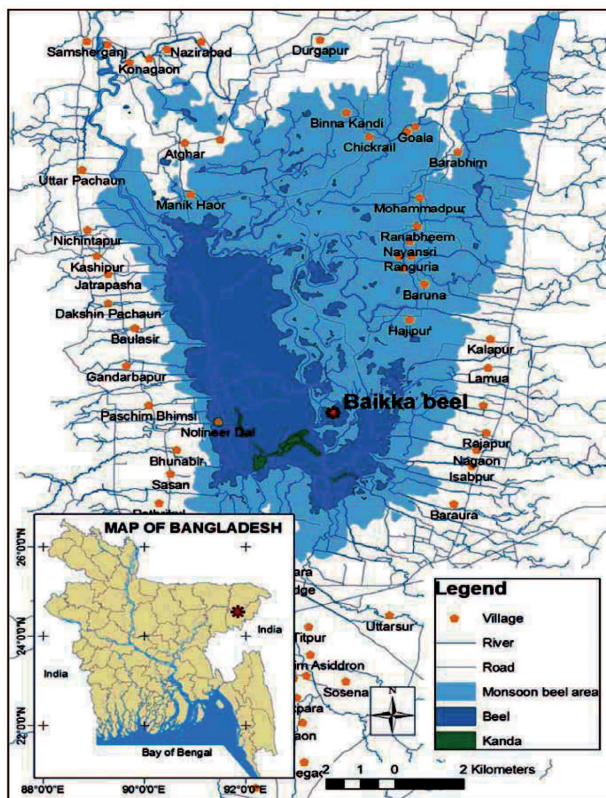 Samsherganj
Nazirabad
Konagaon
Durgapur
Binna Kandi
Goala
Chickrail
Atghar
Barabhim
Uttar Pachaun
Manik Haor
Mohammadpur
Nichintapur
Ranabheem
Nayansri
Kashipur
Ranguria
Jatrapasha
Baruna
Dakshin Pachaun
Hajipur
Baulasir
Kalapur
Gandarbapur
Lamua
Baikka beel
Paschim Bhimsi
Nolineer Dal
Rajapur
Bhunabir
Nagaon
Sasan
Isabpur
Baraura
MAP OF BANGLADESH
26°0'0"N
24°0'0"N
22°0'0"N
India
India
Bay of Bengal
88°0'0"E
90°0'0"E
92°0'0"E
Uttarsur
Sosena
N
Legend
Village
River
Road
Monsoon beel area
Beel
Kanda
2 1 0 2 Kilometers